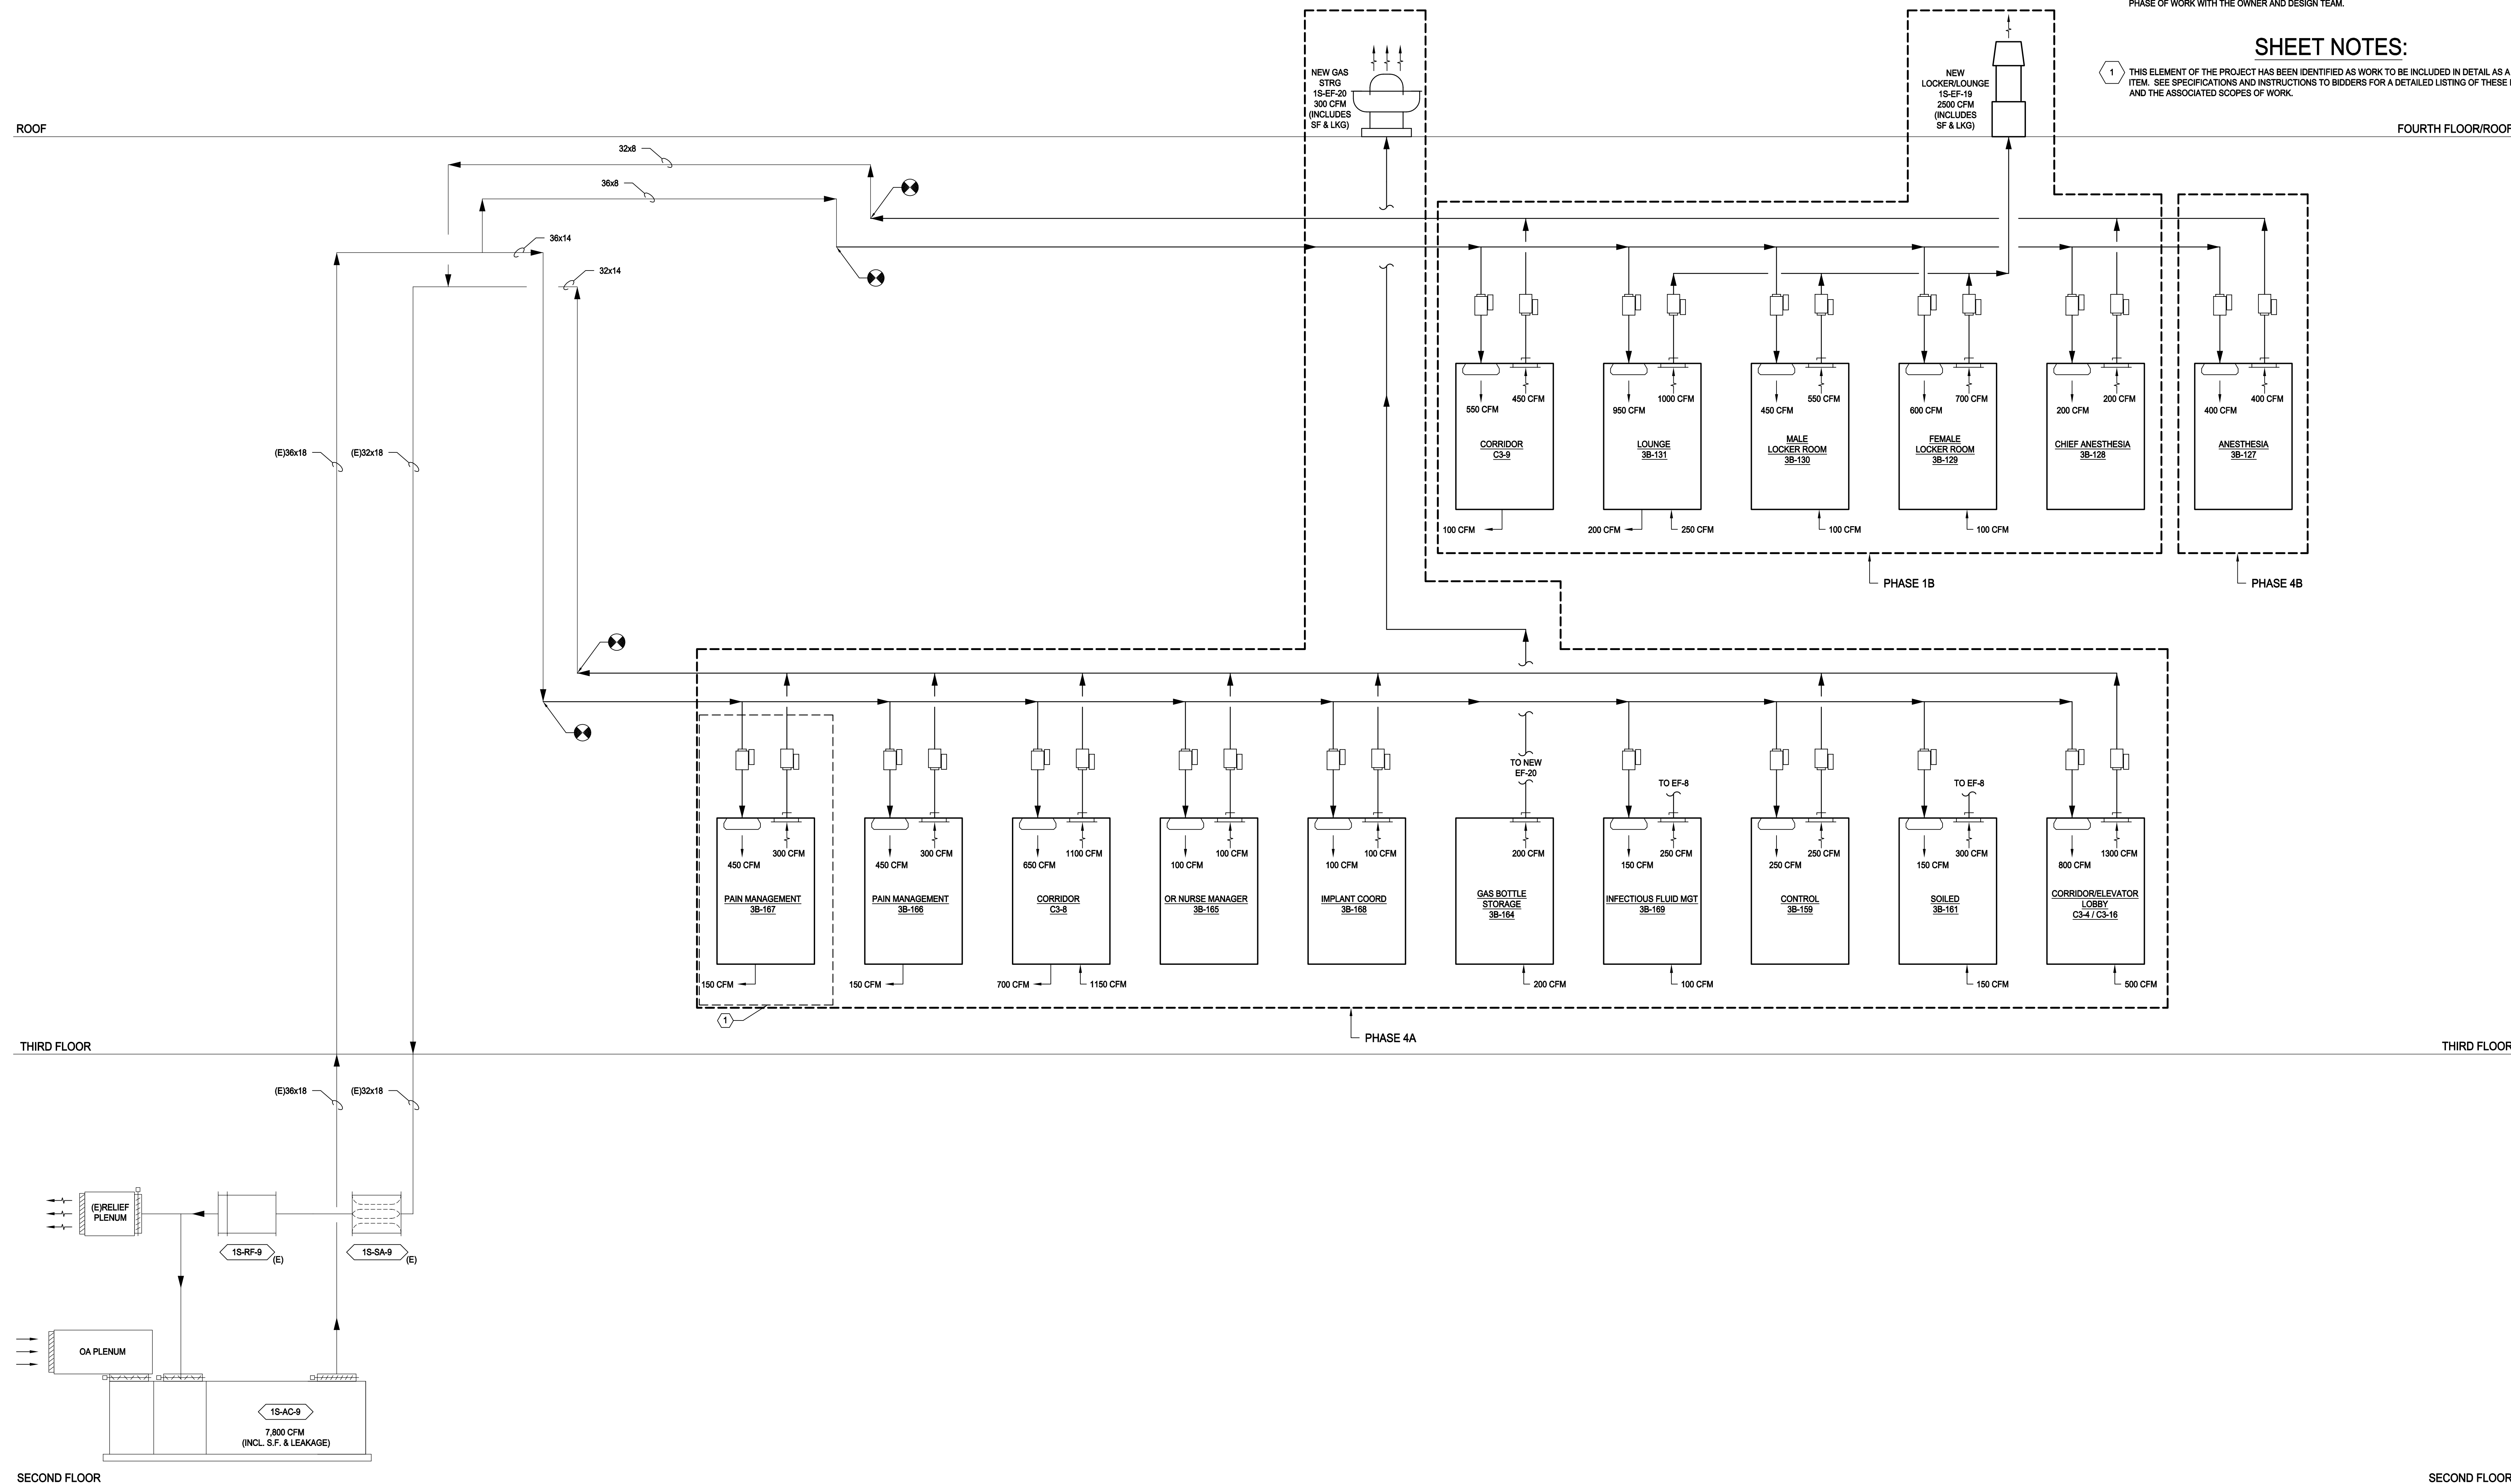 PHASE OF WORK WITH THE OWNER AND DESIGN TEAM.
SHEET NOTES:
1
THIS ELEMENT OF THE PROJECT HAS BEEN IDENTIFIED AS WORK TO BE INCLUDED IN DETAIL AS A
ITEM. SEE SPECIFICATIONS AND INSTRUCTIONS TO BIDDERS FOR A DETAILED LISTING OF THESE
AND THE ASSOCIATED SCOPES OF WORK.
NEW GAS
STRG
1S-EF-20
300 CFM
(INCLUDES
SF & LKG)
NEW
LOCKER/LOUNGE
1S-EF-19
2500 CFM
(INCLUDES
SF & LKG)
ROOF
FOURTH FLOOR/ROOF
32x8
36x8
36x14
32x14
(E)36x18
(E)32x18
550 CFM
450 CFM
CORRIDOR
C3-9
100 CFM
950 CFM
1000 CFM
LOUNGE
3B-131
200 CFM
250 CFM
450 CFM
550 CFM
MALE
LOCKER ROOM
3B-130
100 CFM
600 CFM
700 CFM
FEMALE
LOCKER ROOM
3B-129
100 CFM
200 CFM
200 CFM
CHIEF ANESTHESIA
3B-128
400 CFM
400 CFM
ANESTHESIA
3B-127
PHASE 1B
PHASE 4B
450 CFM
300 CFM
PAIN MANAGEMENT
3B-167
150 CFM
450 CFM
300 CFM
PAIN MANAGEMENT
3B-166
150 CFM
650 CFM
1100 CFM
CORRIDOR
C3-8
700 CFM
1150 CFM
100 CFM
100 CFM
OR NURSE MANAGER
3B-165
100 CFM
100 CFM
IMPLANT COORD
3B-168
TO NEW
EF-20
200 CFM
GAS BOTTLE
STORAGE
3B-164
200 CFM
TO EF-8
150 CFM
250 CFM
INFECTIOUS FLUID MGT
3B-169
100 CFM
250 CFM
250 CFM
CONTROL
3B-159
TO EF-8
150 CFM
300 CFM
SOILED
3B-161
150 CFM
800 CFM
1300 CFM
CORRIDOR/ELEVATOR
LOBBY
C3-4 / C3-16
500 CFM
1
PHASE 4A
THIRD FLOOR
THIRD FLOOR
(E)36x18
(E)32x18
(E)RELIEF
PLENUM
1S-RF-9
(E)
1S-SA-9
(E)
OA PLENUM
1S-AC-9
7,800 CFM
(INCL. S.F. & LEAKAGE)
SECOND FLOOR
SECOND FLOOR